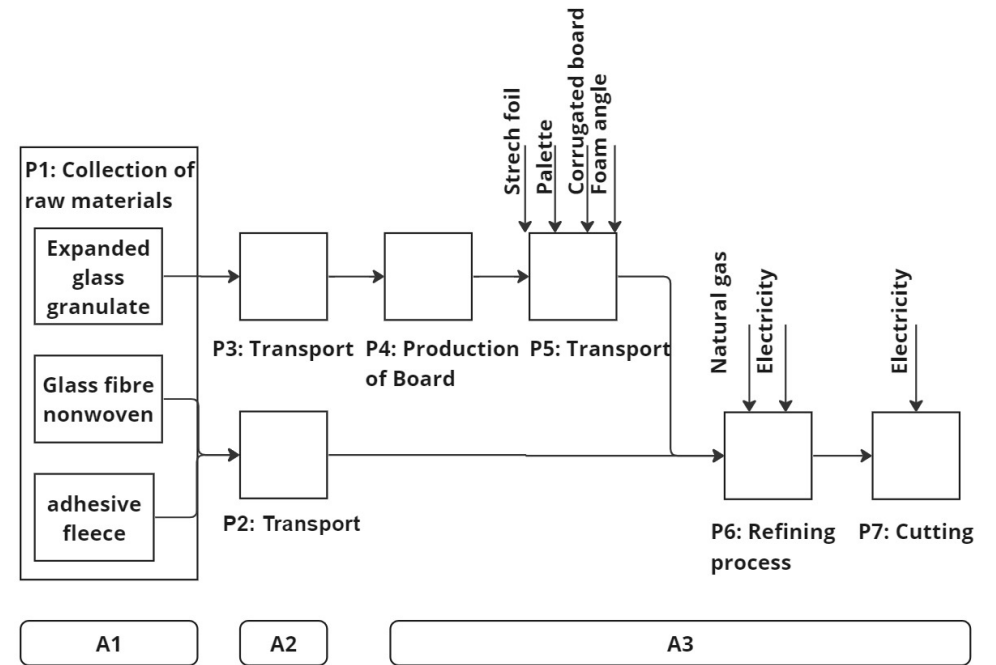 Strech foil
Palette
Corrugated board
Foam angle
P1: Collection of
raw materials
Expanded
glass
granulate
Glass fibre
nonwoven
adhesive
fleece
P3: Transport
P4: Production
of Board
P5: Transport
Natural gas
Electricity
Electricity
P2: Transport
P6: Refining
process
P7: Cutting
A1
A2
A3